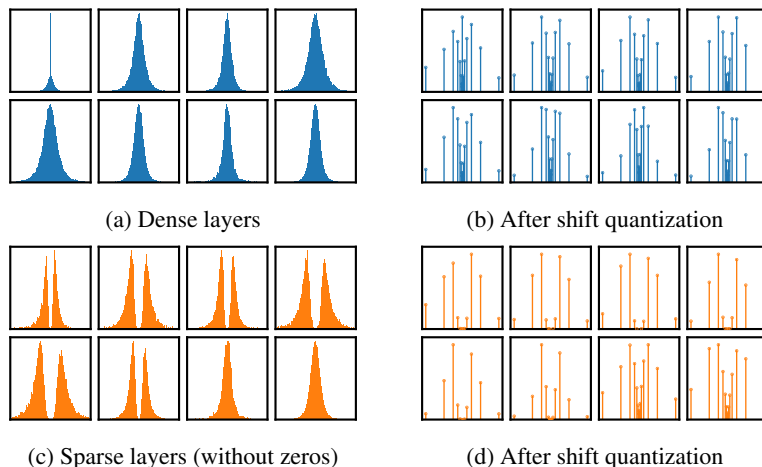 (a) Dense layers
(b) After shift quantization
(c) Sparse layers (without zeros)
(d) After shift quantization